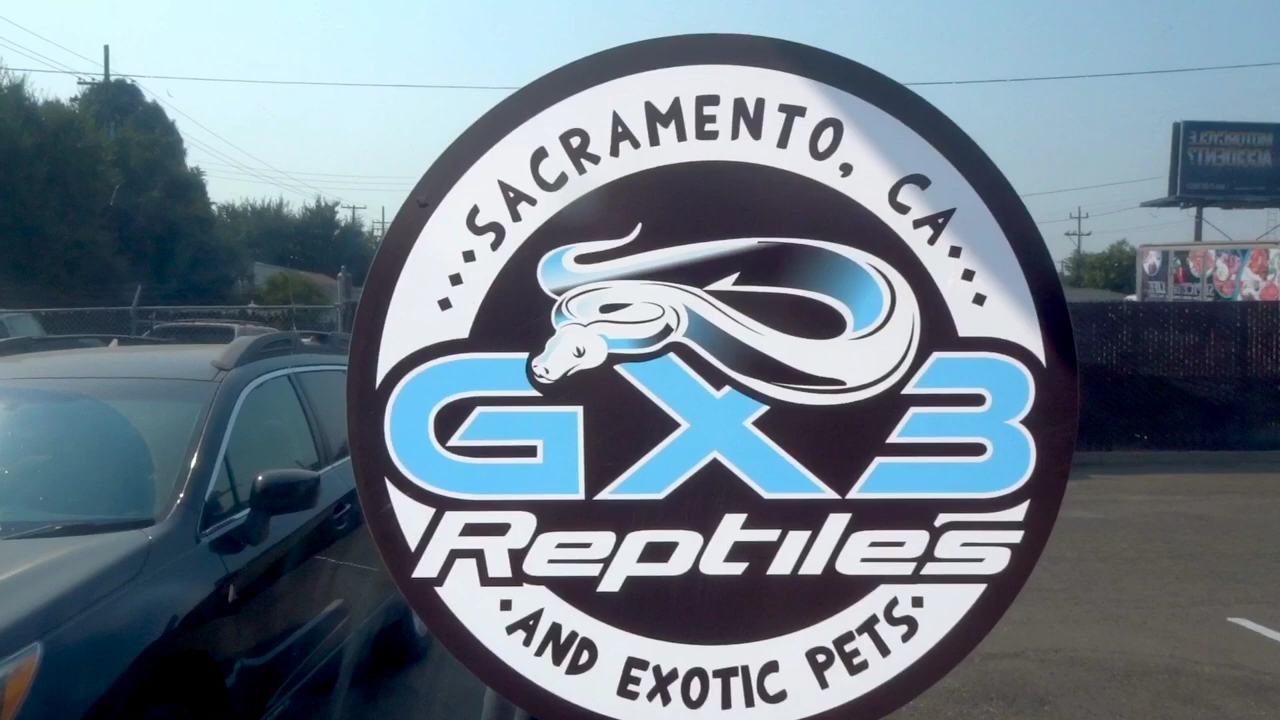 ...SACRAMENTO, CA...
GX3
Reptiles
·AND EXOTIC PETS·